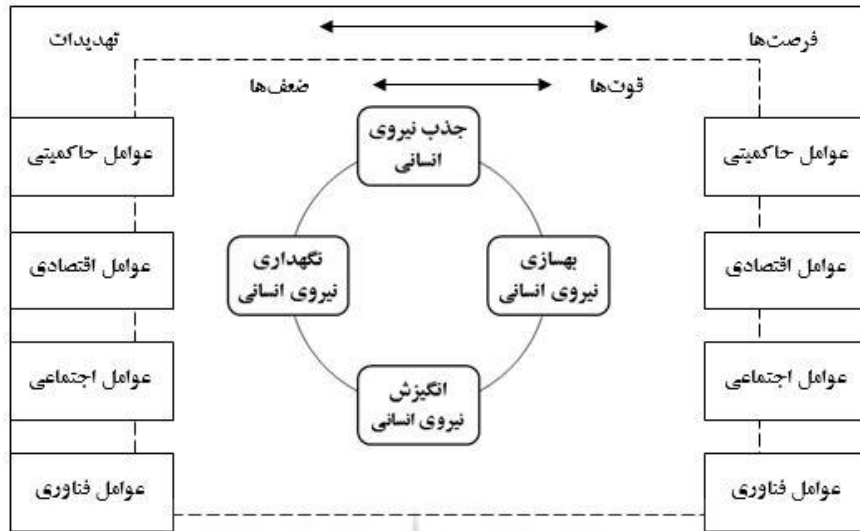 فرصت‌ها
تهدیدات
قوت‌ها
ضعف‌ها
جذب نیروی
انسانی
عوامل حاکمیتی
عوامل حاکمیتی
عوامل اقتصادی
بهسازی
نیروی انسانی
نگهداری
نیروی انسانی
عوامل اقتصادی
عوامل اجتماعی
عوامل اجتماعی
انگیزش
نیروی انسانی
عوامل فناوری
عوامل فناوری